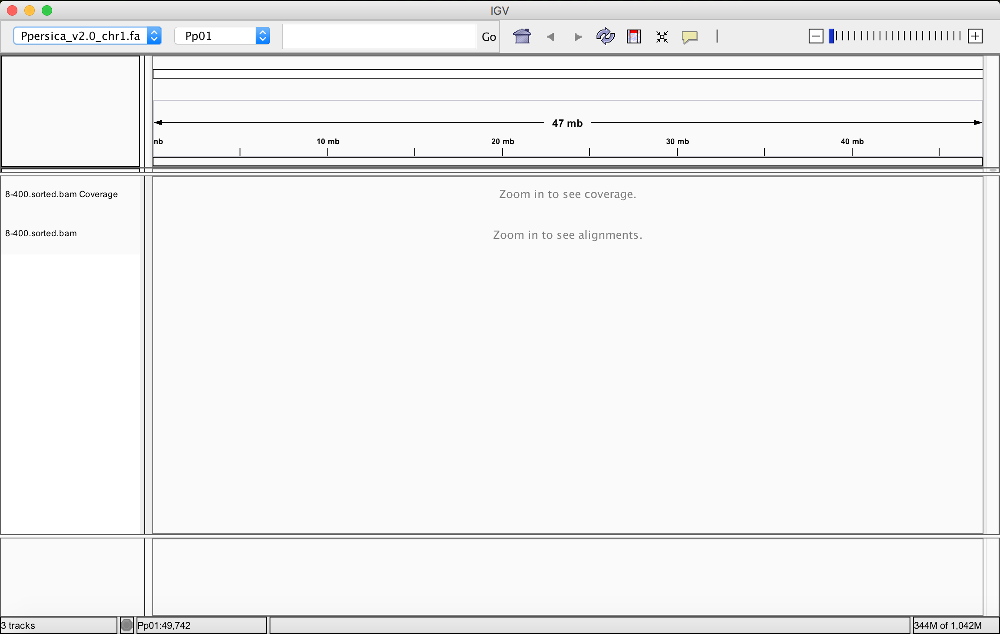 IGV
Ppersica_v2.0_chr1.fa Pp01 Go
47 mb
mb 10 mb 20 mb 30 mb 40 mb
8-400.sorted.bam Coverage Zoom in to see coverage.
8-400.sorted.bam Zoom in to see alignments.
3 tracks Pp01:49,742 344M of 1,042M